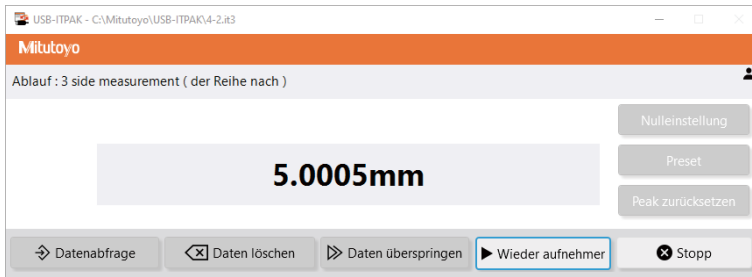 USB-ITPAK - C:\Mitutoyo\USB-ITPAK\4-2.it3
Mitutoyo
Ablauf : 3 side measurement ( der Reihe nach )
Nulleinstellung
5.0005mm
Preset
Peak zurücksetzen
Datenabfrage
Daten löschen
Daten überspringen
Wieder aufnehmer
Stopp